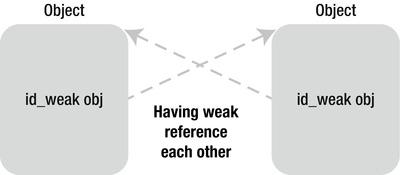 Object
Object
id_weak obj
id_weak obj
Having weak
reference
each other